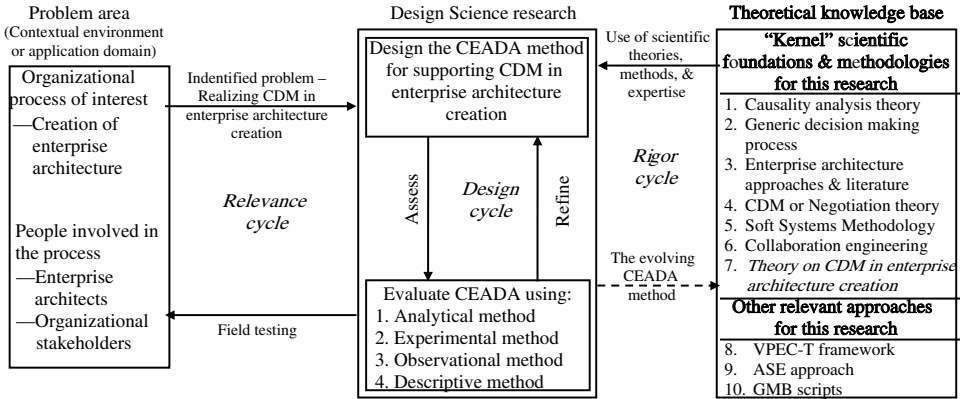 Problem area
(Contextual environment
or application domain)
Organizational
process of interest
—Creation of
enterprise
architecture
People involved in
the process
—Enterprise
architects
—Organizational
stakeholders
Indentified problem –
Realizing CDM in
enterprise architecture
creation
Relevance
cycle
Field testing
Design Science research
Design the CEADA method
for supporting CDM in
enterprise architecture
creation
Assess
Design
cycle
Refine
Evaluate CEADA using:
1. Analytical method
2. Experimental method
3. Observational method
4. Descriptive method
Use of scientific
theories,
methods, &
expertise
Rigor
cycle
The evolving
CEADA
method
Theoretical knowledge base
“Kernel” scientific
foundations & methodologies
for this research
1. Causality analysis theory
2. Generic decision making
process
3. Enterprise architecture
approaches & literature
4. CDM or Negotiation theory
5. Soft Systems Methodology
6. Collaboration engineering
7. Theory on CDM in enterprise
architecture creation
Other relevant approaches
for this research
8. VPEC-T framework
9. ASE approach
10. GMB scripts